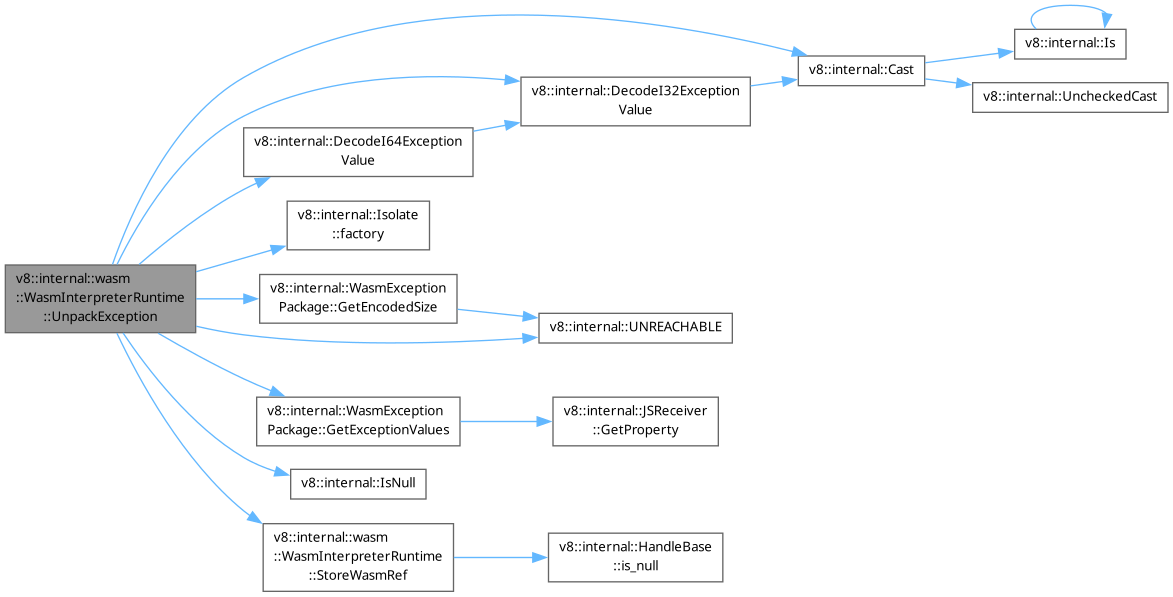 v8::internal::Is
v8::internal::Cast
v8::internal::UncheckedCast
v8::internal::DecodeI32Exception
Value
v8::internal::DecodeI64Exception
Value
v8::internal::Isolate
::factory
v8::internal::wasm
::WasmInterpreterRuntime
::UnpackException
v8::internal::WasmException
Package::GetEncodedSize
v8::internal::UNREACHABLE
v8::internal::WasmException
Package::GetExceptionValues
v8::internal::JSReceiver
::GetProperty
v8::internal::IsNull
v8::internal::wasm
::WasmInterpreterRuntime
::StoreWasmRef
v8::internal::HandleBase
::is_null